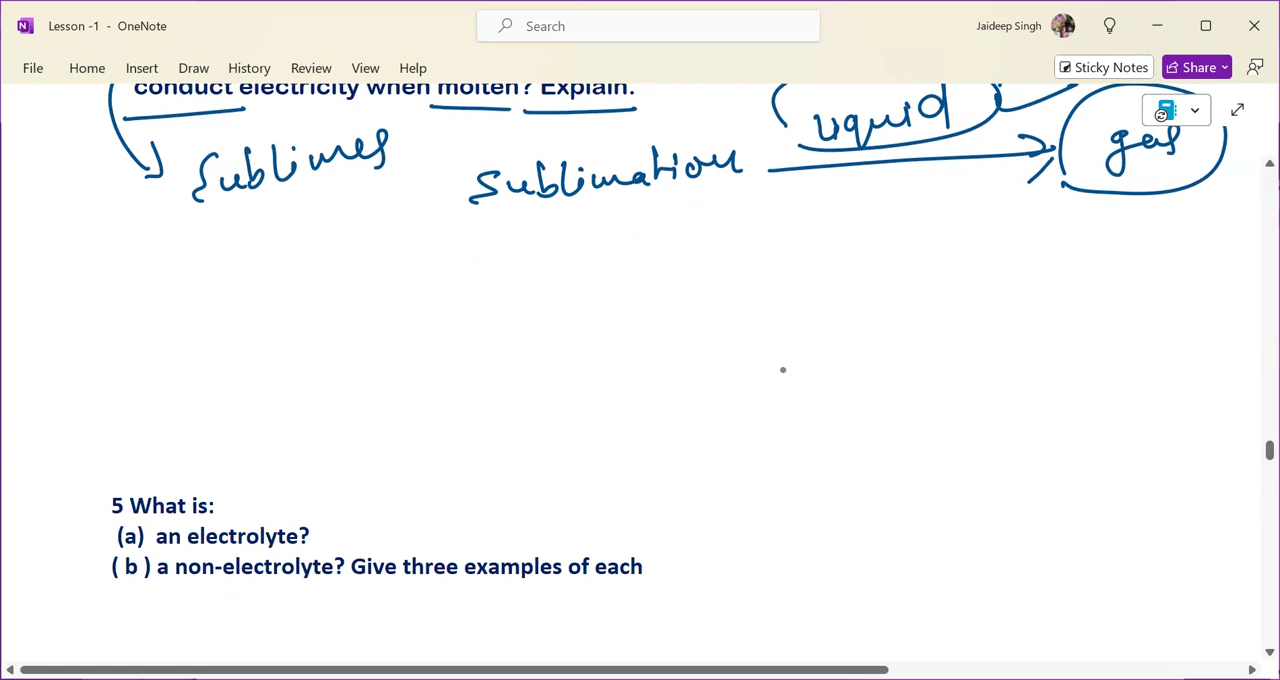 Lesson -1 - OneNote
Search
Jaideep Singh
File Home Insert Draw History Review View Help
Sticky Notes Share
conduct electricity when molten? Explain.
liquid
gas
Sublimes
Sublimation
5 What is:
(a) an electrolyte?
( b ) a non-electrolyte? Give three examples of each